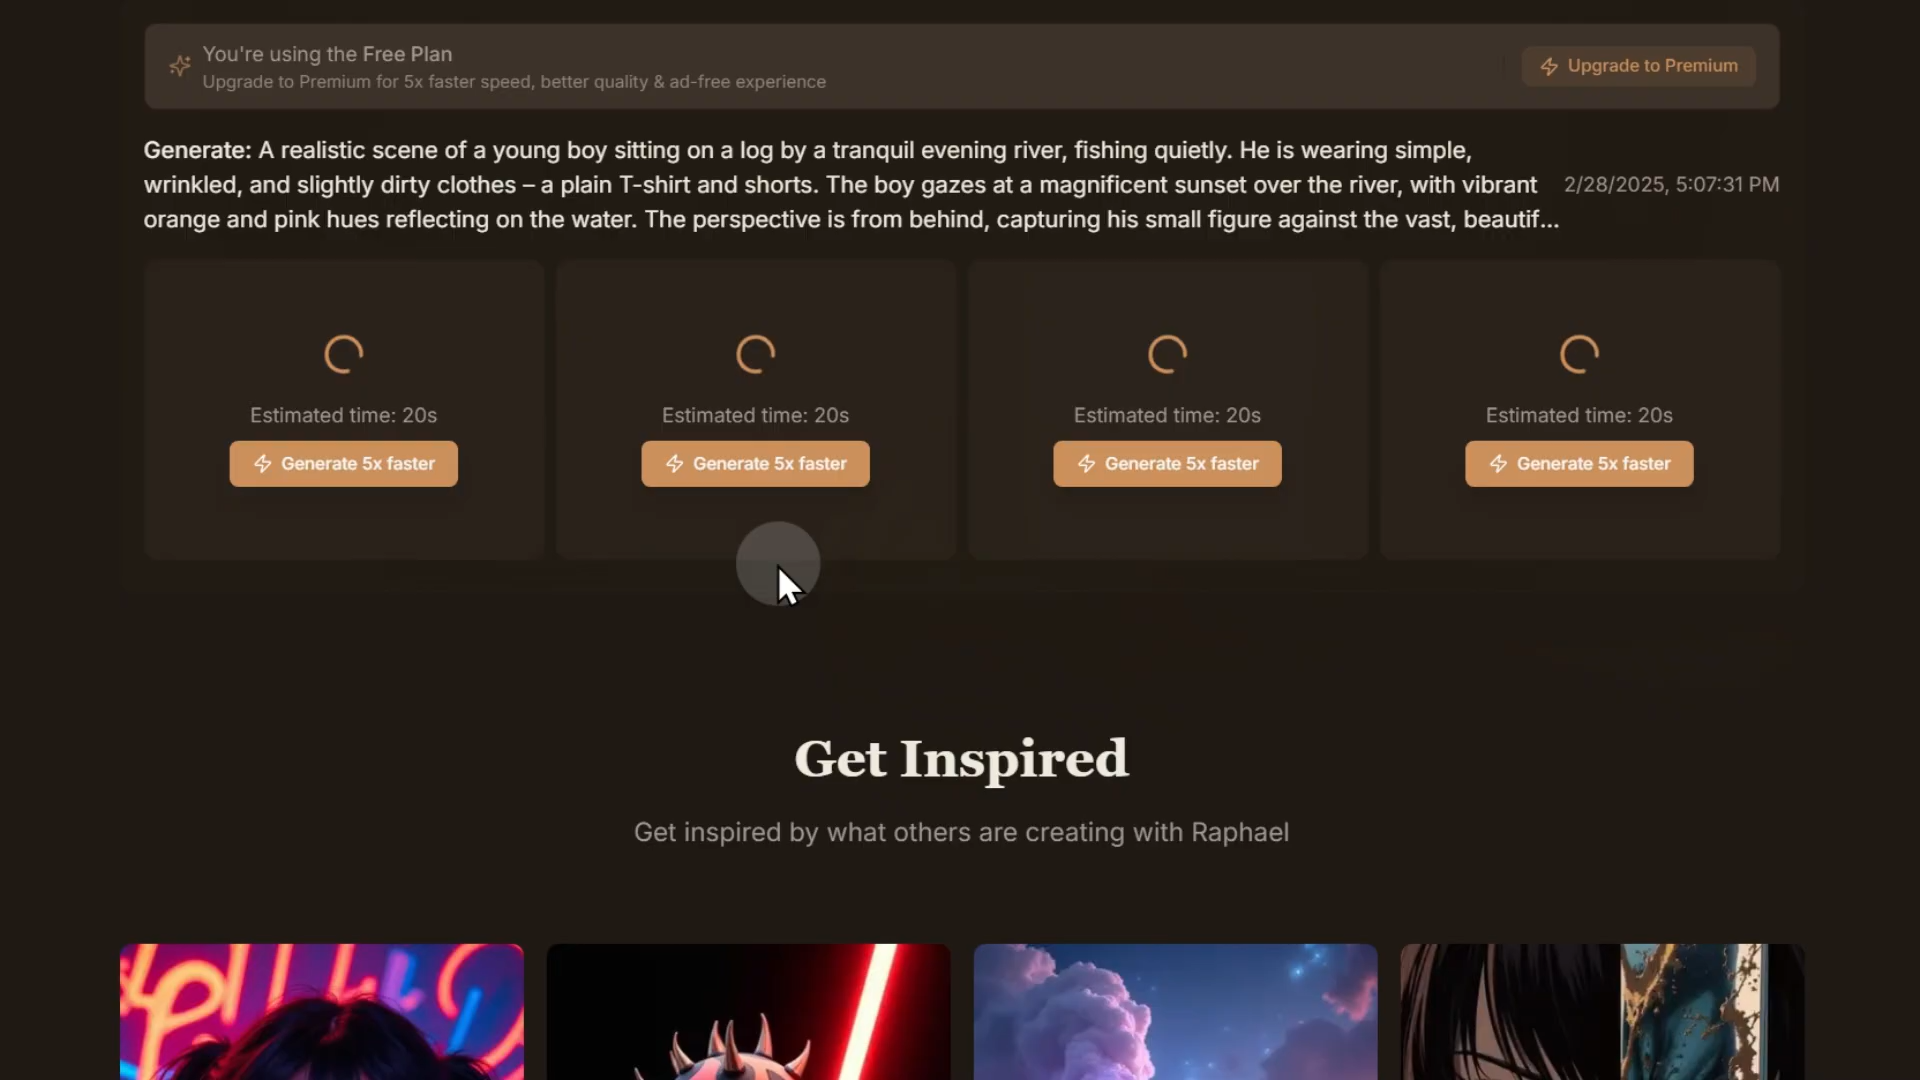 You're using the Free Plan
Upgrade to Premium for 5x faster speed, better quality & ad-free experience
Upgrade to Premium
Generate: A realistic scene of a young boy sitting on a log by a tranquil evening river, fishing quietly. He is wearing simple,
wrinkled, and slightly dirty clothes – a plain T-shirt and shorts. The boy gazes at a magnificent sunset over the river, with vibrant
orange and pink hues reflecting on the water. The perspective is from behind, capturing his small figure against the vast, beautif...
2/28/2025, 5:07:31 PM
Estimated time: 20s
Generate 5x faster
Estimated time: 20s
Generate 5x faster
Estimated time: 20s
Generate 5x faster
Estimated time: 20s
Generate 5x faster
Get Inspired
Get inspired by what others are creating with Raphael